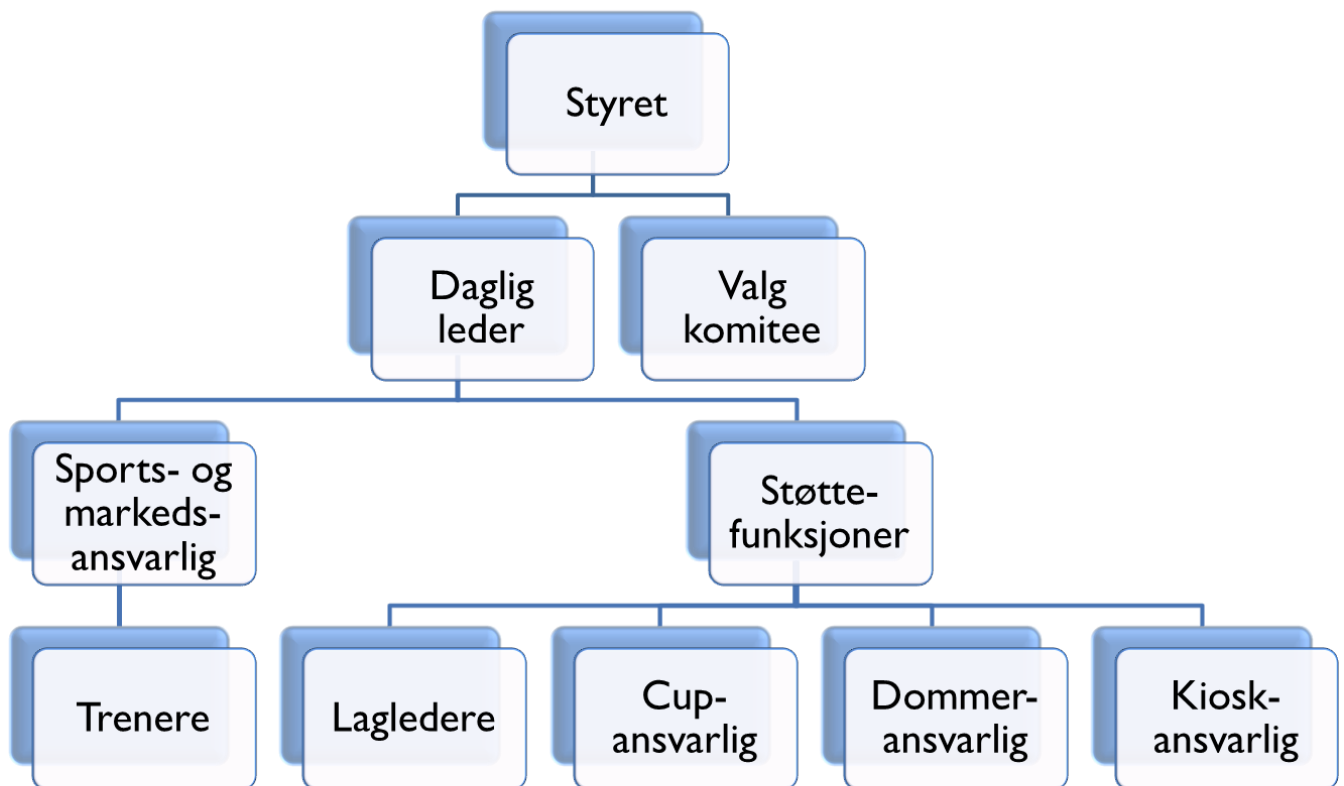 Styret
Daglig
leder
Valg
komitee
Sports- og
markeds-
ansvarlig
Støtte-
funksjoner
Trenere
Lagledere
Cup-
ansvarlig
Dommer-
ansvarlig
Kiosk-
ansvarlig